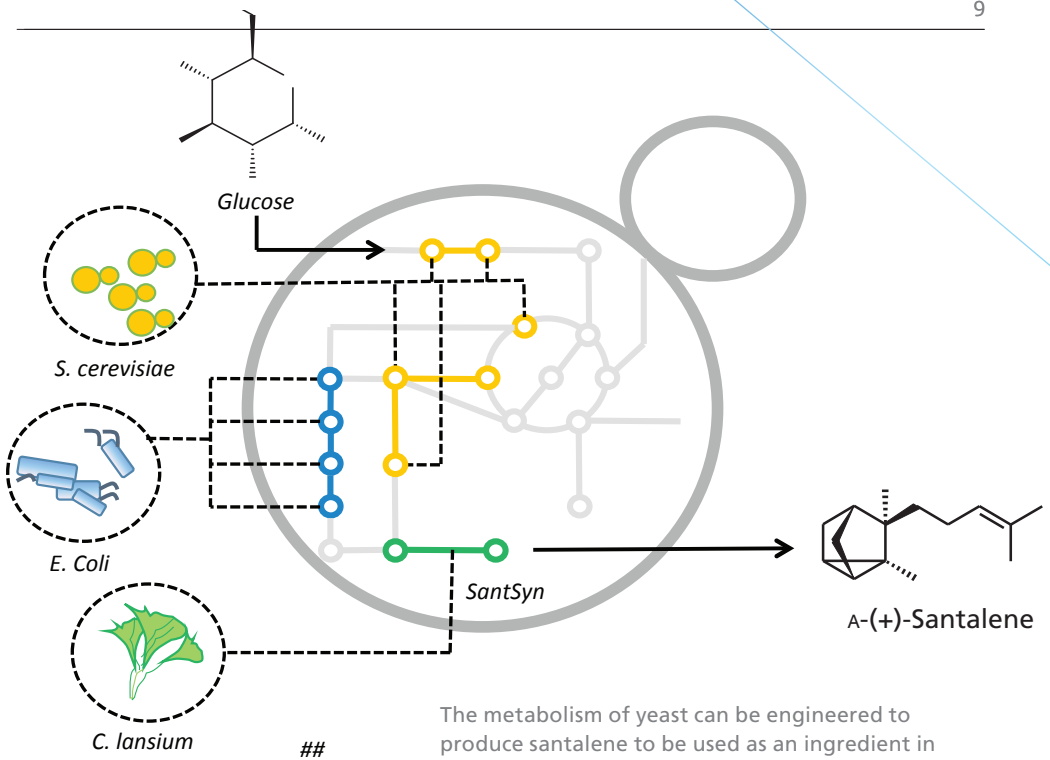 9
Glucose
S. cerevisiae
E. Coli
SantSyn
A-(+)-Santalene
C. lansium
##
The metabolism of yeast can be engineered to
produce santalene to be used as an ingredient in